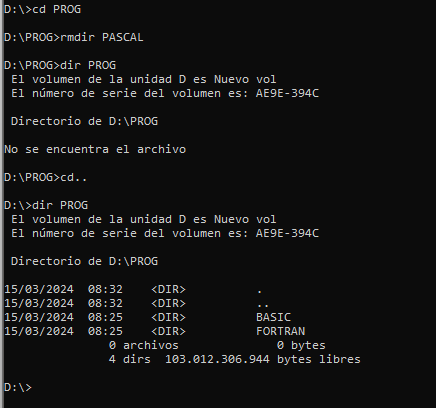 D:\>cd PROG
D:\PROG>rmdir PASCAL
D:\PROG>dir PROG
El volumen de la unidad D es Nuevo vol
El número de serie del volumen es: AE9E-394C
Directorio de D:\PROG
No se encuentra el archivo
D:\PROG>cd..
D:\>dir PROG
El volumen de la unidad D es Nuevo vol
El número de serie del volumen es: AE9E-394C
Directorio de D:\PROG
15/03/2024  08:32    <DIR>          .
15/03/2024  08:32    <DIR>          ..
15/03/2024  08:25    <DIR>          BASIC
15/03/2024  08:25    <DIR>          FORTRAN
0 archivos              0 bytes
4 dirs  103.012.306.944 bytes libres
D:\>